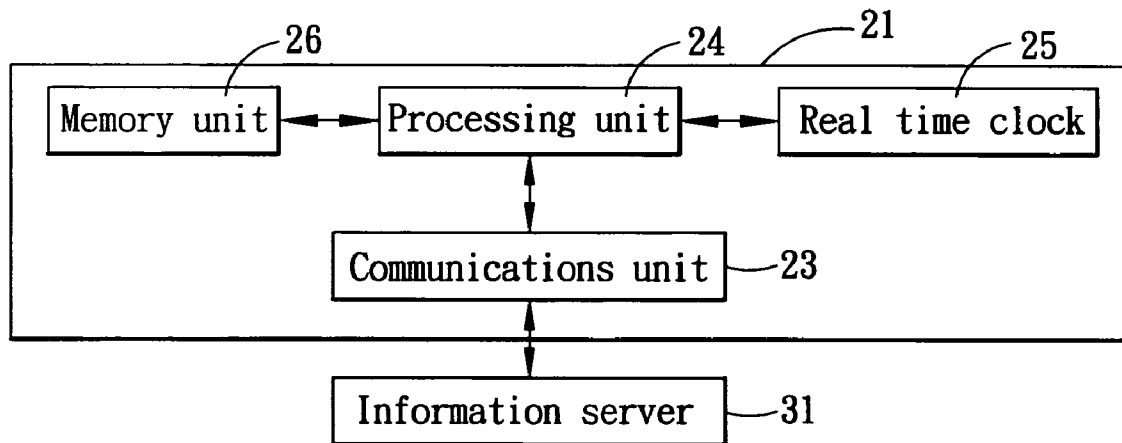 26
24
21
25
Memory unit
Processing unit
Real time clock
Communications unit
23
Information server
31